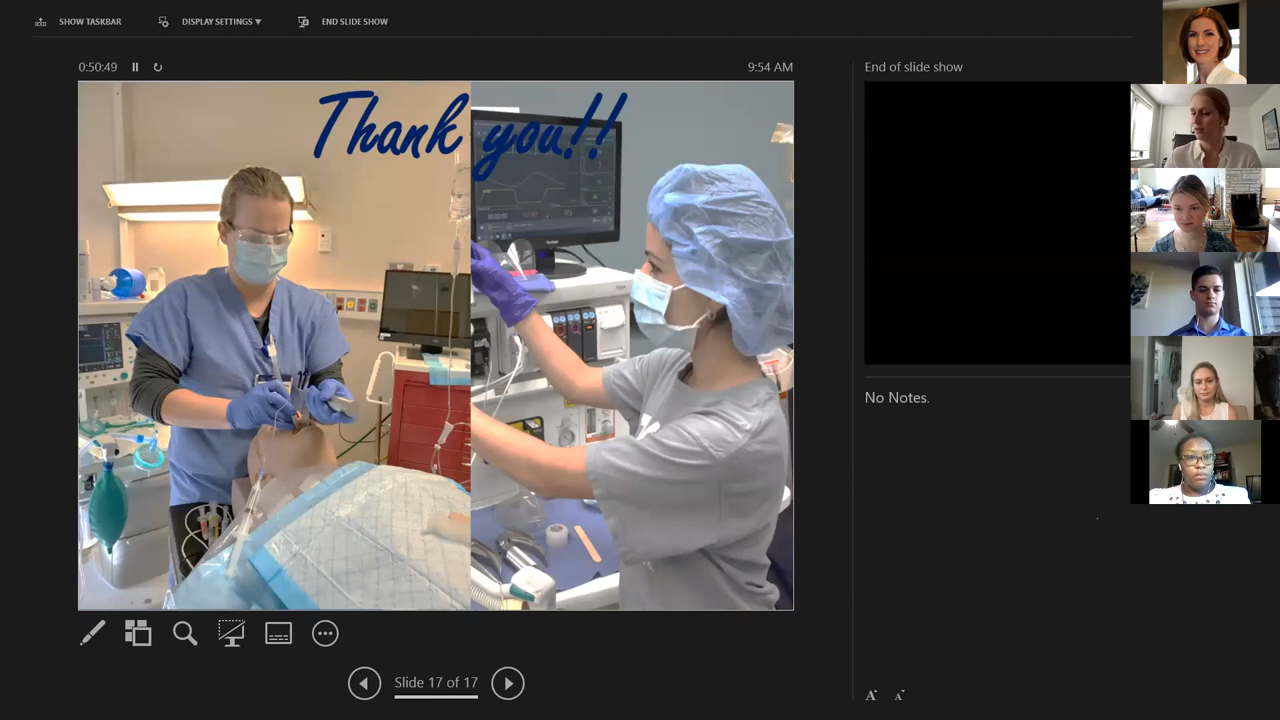 SHOW TASKBAR
DISPLAY SETTINGS ▼
END SLIDE SHOW
0:50:49
9:54 AM
End of slide show
Thank you!!
No Notes.
Slide 17 of 17
A
A